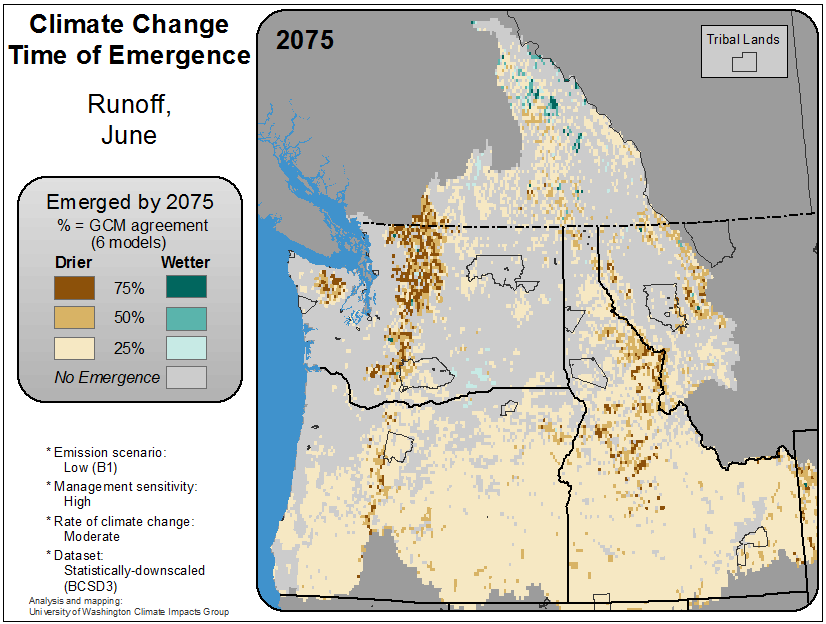 Climate Change
Time of Emergence
Runoff,
June
Emerged by 2075
% = GCM agreement
(6 models)
Drier Wetter
75%
50%
25%
No Emergence
* Emission scenario:
Low (B1)
* Management sensitivity:
High
* Rate of climate change:
Moderate
* Dataset:
Statistically-downscaled
(BCSD3)
Analysis and mapping:
University of Washington Climate Impacts Group
2075
Tribal Lands